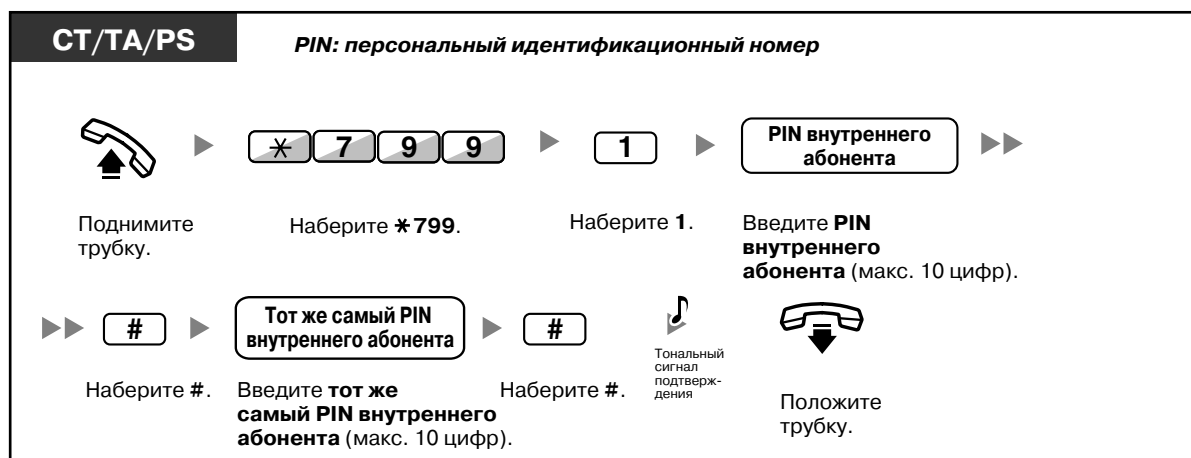 CT/TA/PS
PIN: персональный идентификационный номер
* 7 9 9
1
PIN внутреннего
абонента
Поднимите
трубку.
Наберите *799.
Наберите 1.
Введите PIN
внутреннего
абонента (макс. 10 цифр).
#
Тот же самый PIN
внутреннего абонента
#
Наберите #.
Введите тот же
самый PIN внутреннего
абонента (макс. 10 цифр).
Наберите #.
Тональный
сигнал
подтверж-
дения
Положите
трубку.